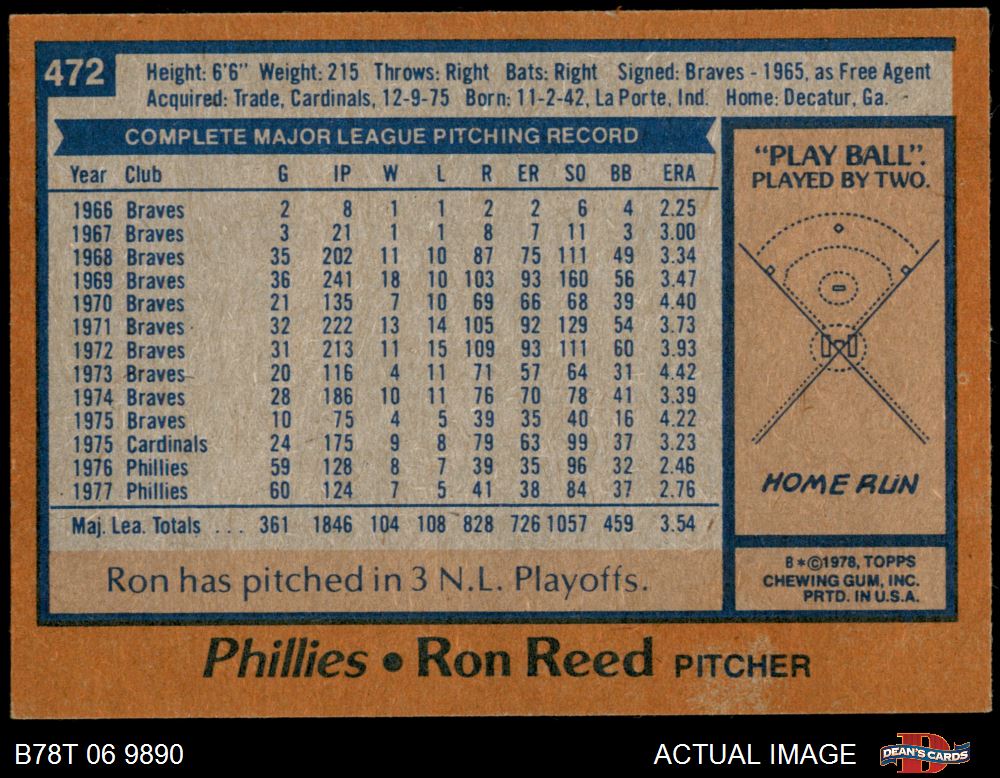 472
Height: 6'6" Weight: 215 Throws: Right Bats: Right Signed: Braves - 1965, as Free Agent
Acquired: Trade, Cardinals, 12-9-75 Born: 11-2-42, La Porte, Ind. Home: Decatur, Ga.
COMPLETE MAJOR LEAGUE PITCHING RECORD
Year Club G IP W L R ER SO BB ERA
1966 Braves 2 8 1 1 2 2 6 4 2.25
1967 Braves 3 21 1 1 8 7 11 3 3.00
1968 Braves 35 202 11 10 87 75 111 49 3.34
1969 Braves 36 241 18 10 103 93 160 56 3.47
1970 Braves 21 135 7 10 69 66 68 39 4.40
1971 Braves 32 222 13 14 105 92 129 54 3.73
1972 Braves 31 213 11 15 109 93 111 60 3.93
1973 Braves 20 116 4 11 71 57 64 31 4.42
1974 Braves 28 186 10 11 76 70 78 41 3.39
1975 Braves 10 75 4 5 39 35 40 16 4.22
1975 Cardinals 24 175 9 8 79 63 99 37 3.23
1976 Phillies 59 128 8 7 39 35 96 32 2.46
1977 Phillies 60 124 7 5 41 38 84 37 2.76
Maj. Lea. Totals ... 361 1846 104 108 828 726 1057 459 3.54
Ron has pitched in 3 N.L. Playoffs.
"PLAY BALL".
PLAYED BY TWO.
HOME RUN
B*©1978, TOPPS
CHEWING GUM, INC.
PRTD. IN U.S.A.
Phillies • Ron Reed PITCHER
B78T 06 9890
ACTUAL IMAGE
D
DEAN'S CARDS